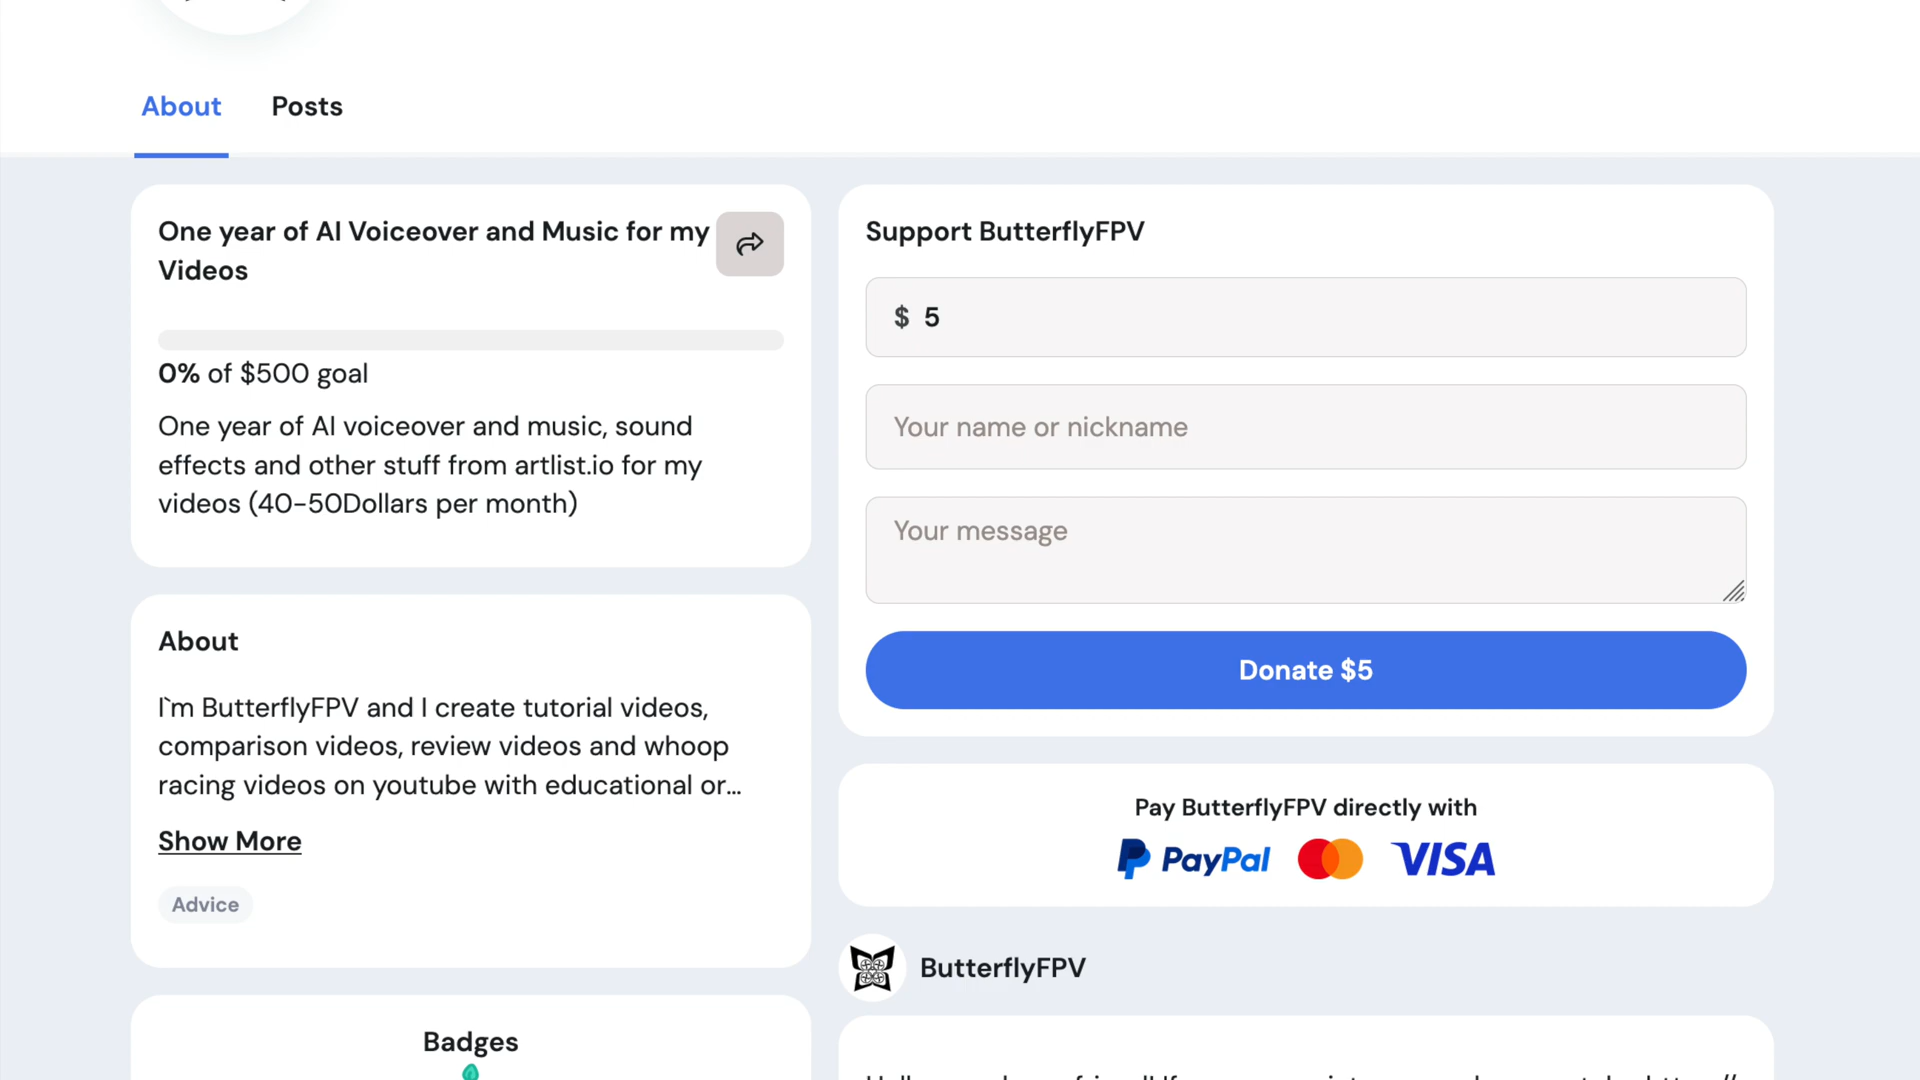 About
Posts
One year of AI Voiceover and Music for my
Videos
0% of $500 goal
One year of AI voiceover and music, sound
effects and other stuff from artlist.io for my
videos (40-50Dollars per month)
About
I`m ButterflyFPV and I create tutorial videos,
comparison videos, review videos and whoop
racing videos on youtube with educational or...
Show More
Advice
Badges
Support ButterflyFPV
$ 5
Your name or nickname
Your message
Donate $5
Pay ButterflyFPV directly with
PayPal
VISA
ButterflyFPV